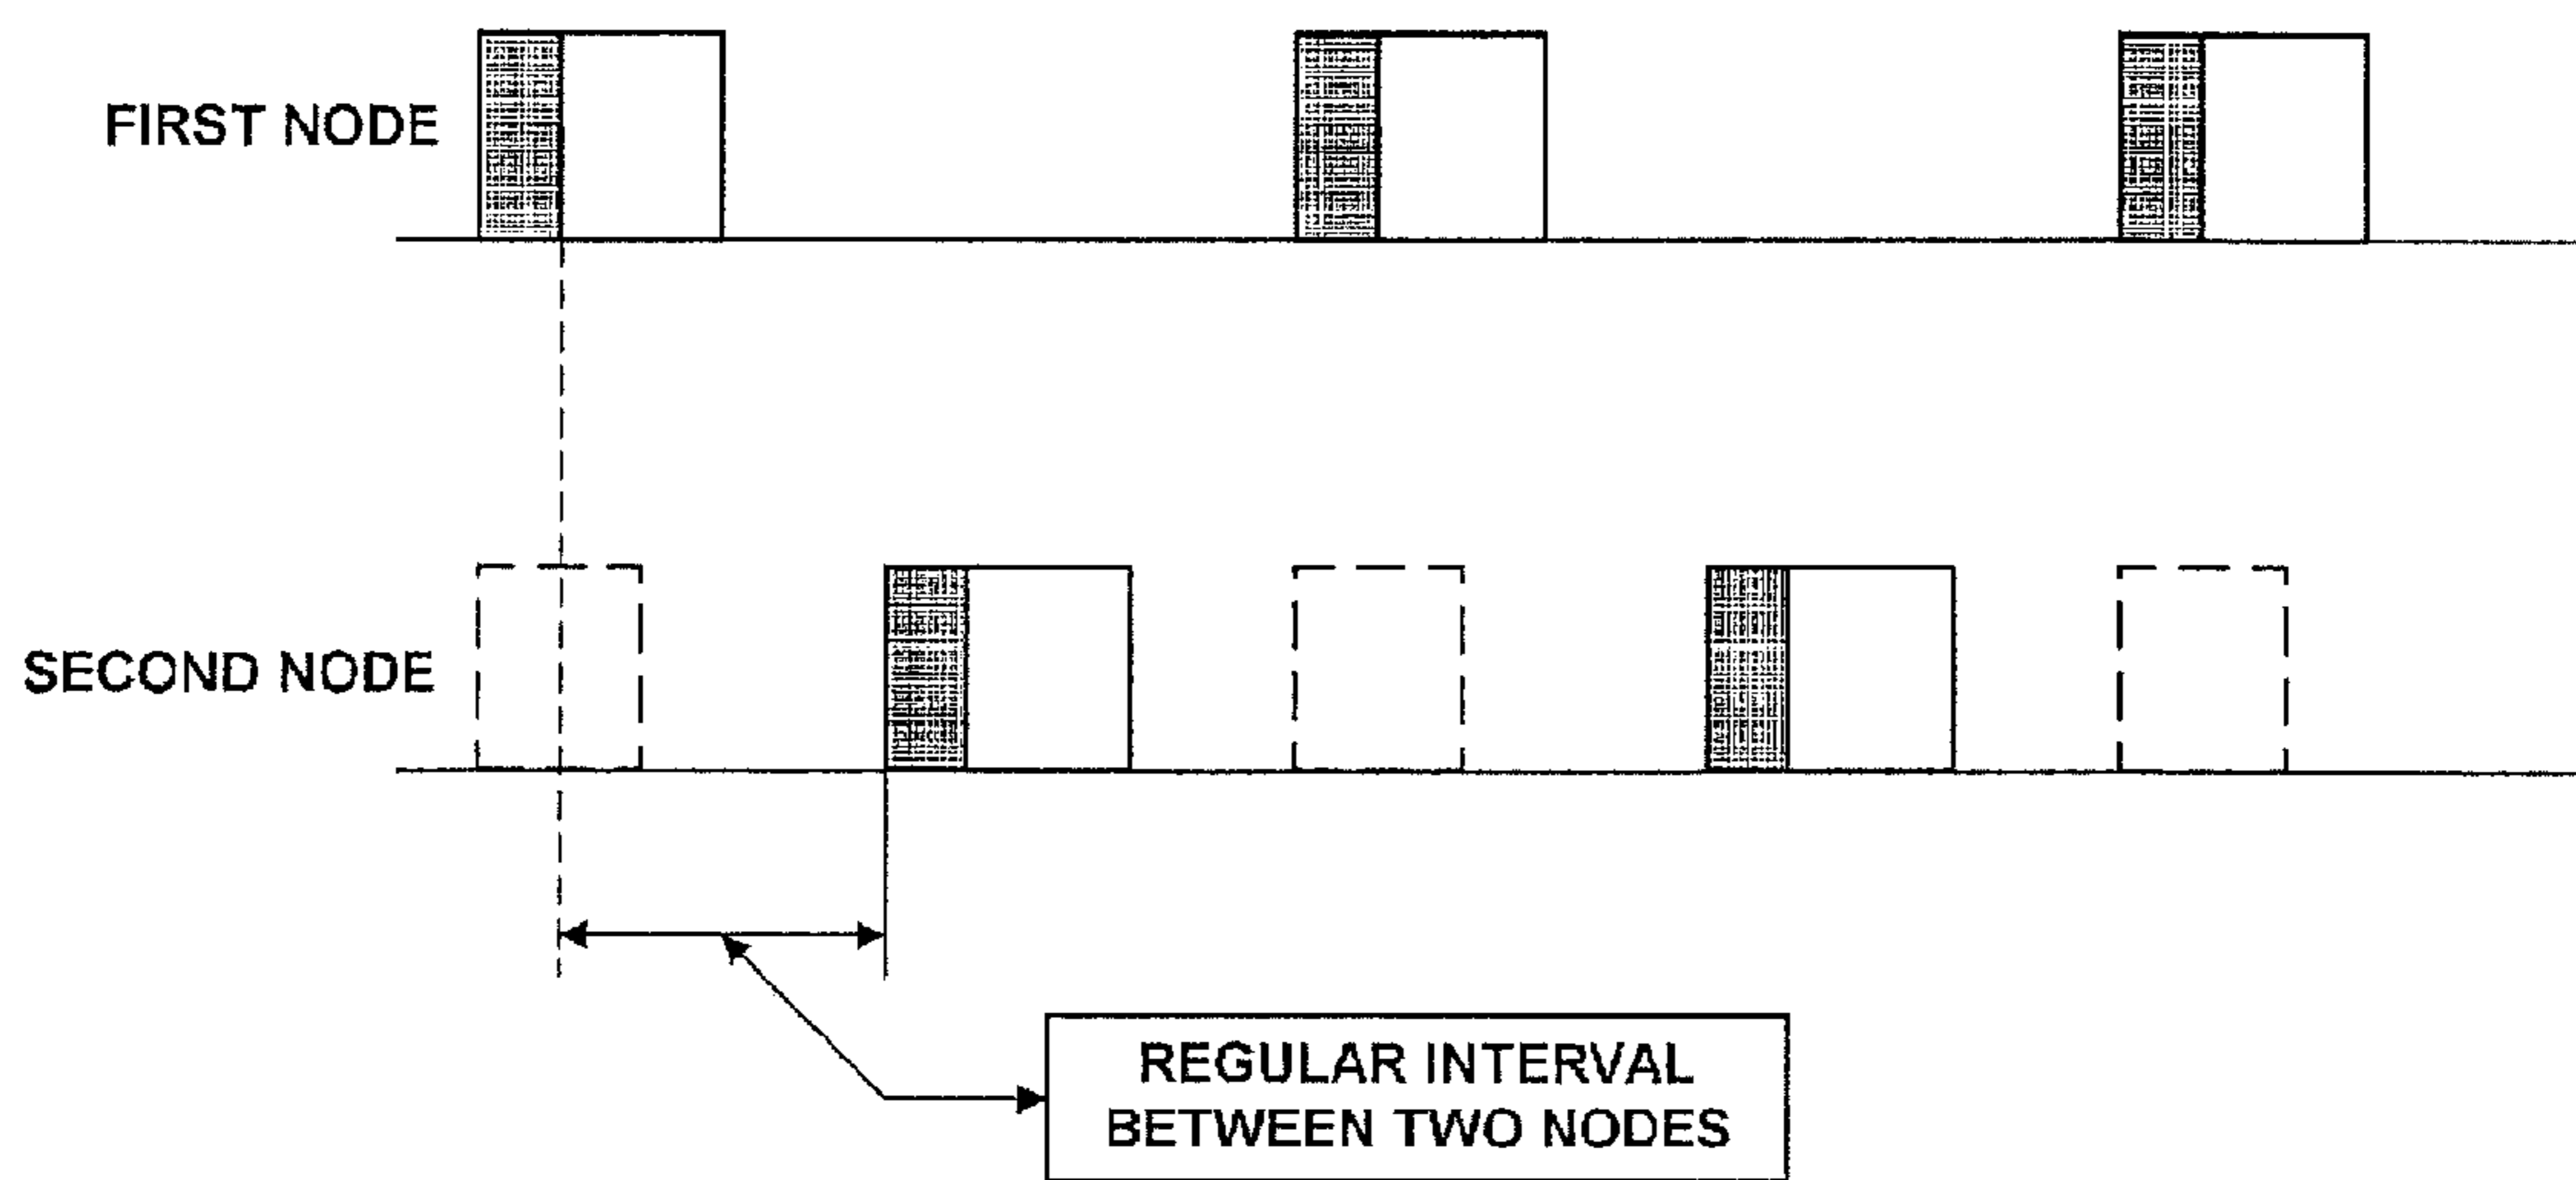 FIRST NODE
SECOND NODE
REGULAR INTERVAL
BETWEEN TWO NODES